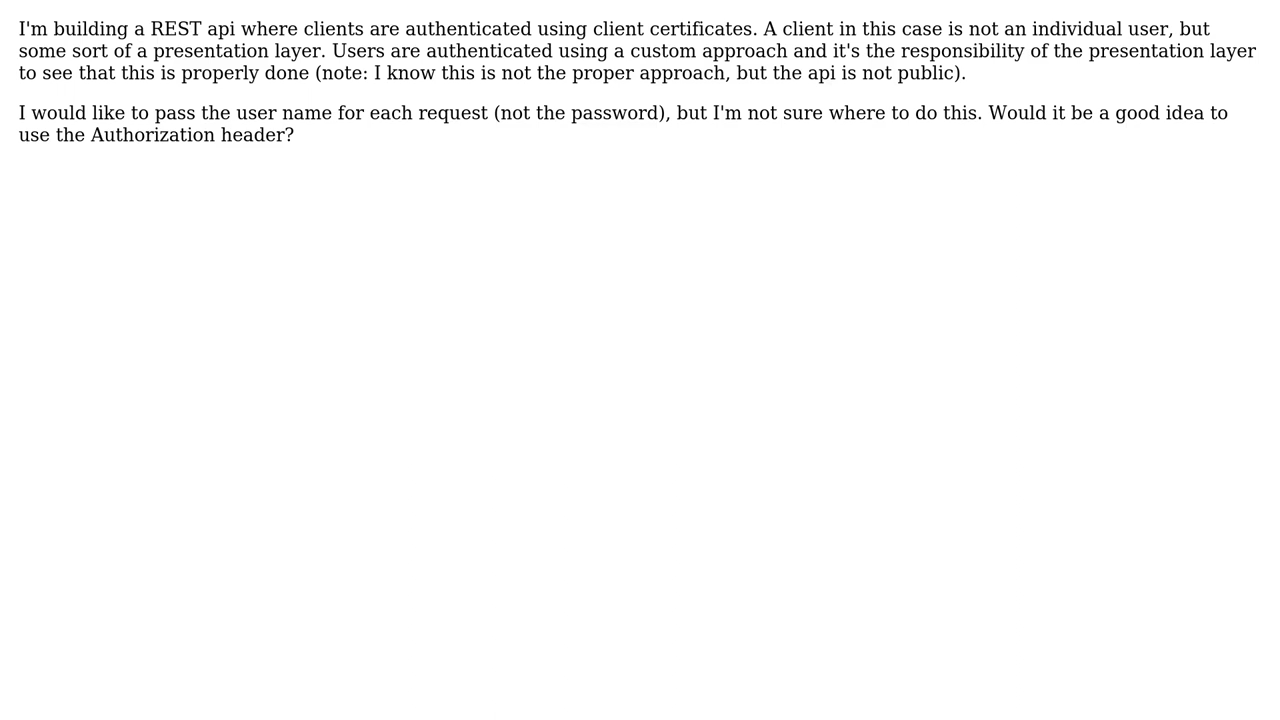 I'm building a REST api where clients are authenticated using client certificates. A client in this case is not an individual user, but
some sort of a presentation layer. Users are authenticated using a custom approach and it's the responsibility of the presentation layer
to see that this is properly done (note: I know this is not the proper approach, but the api is not public).
I would like to pass the user name for each request (not the password), but I'm not sure where to do this. Would it be a good idea to
use the Authorization header?